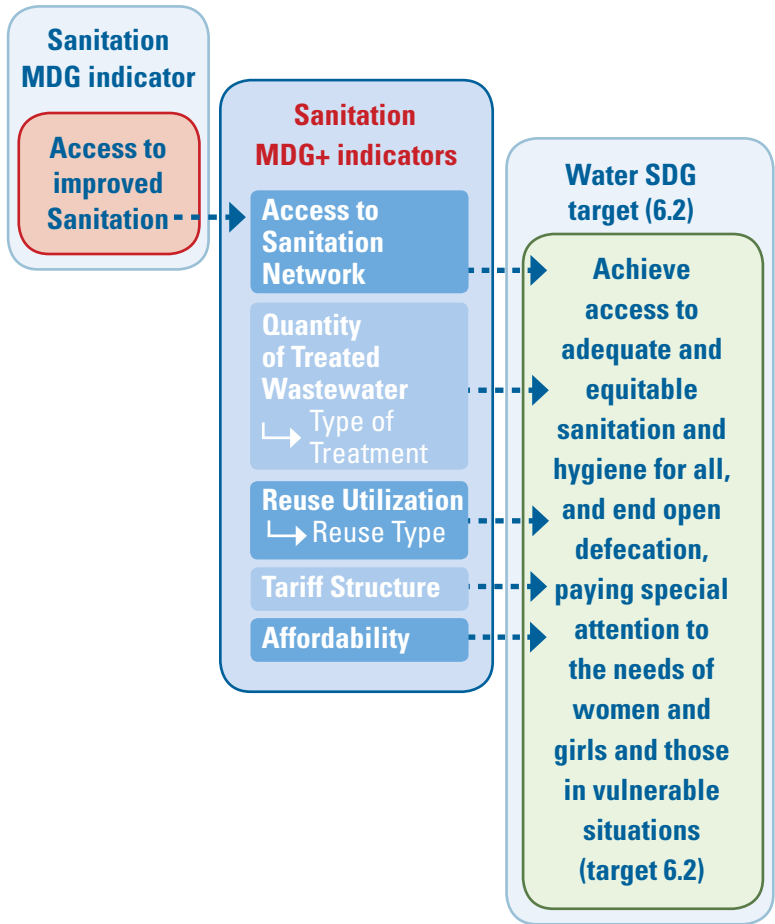 Sanitation
MDG indicator
Access to
improved
Sanitation
Sanitation
MDG+ indicators
Access to
Sanitation
Network
Quantity
of Treated
Wastewater
Type of
Treatment
Reuse Utilization
Reuse Type
Tariff Structure
Affordability
Water SDG
target (6.2)
Achieve
access to
adequate and
equitable
sanitation and
hygiene for all,
and end open
defecation,
paying special
attention to
the needs of
women and
girls and those
in vulnerable
situations
(target 6.2)